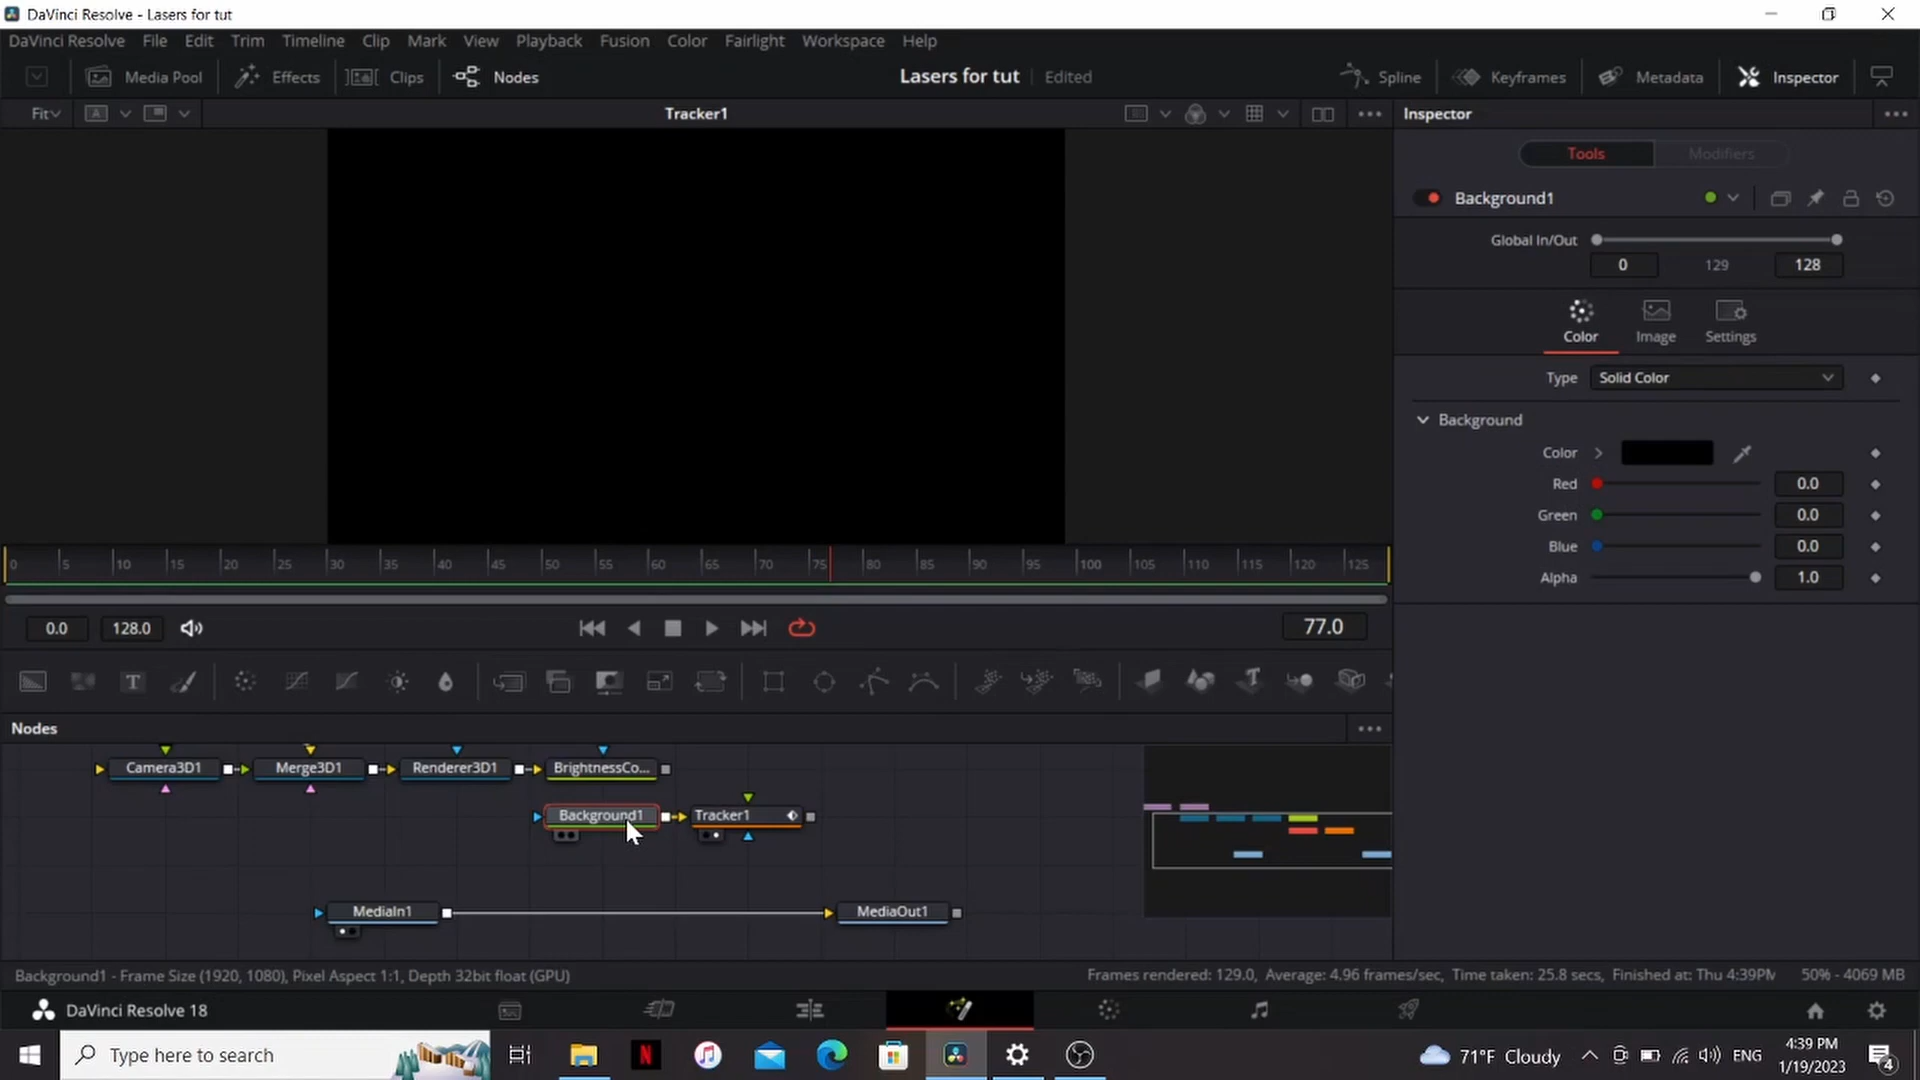 DaVinci Resolve - Lasers for tut
DaVinci Resolve File Edit Trim Timeline Clip Mark View Playback Fusion Color Fairlight Workspace Help
Media Pool Effects Clips Nodes Lasers for tut Edited Spline Keyframes Metadata Inspector
Fit A Tracker1 Inspector
Tools Modifiers
Background1
Global In/Out
0 129 128
Color Image Settings
Type Solid Color
Background
Color
Red 0.0
Green 0.0
Blue 0.0
Alpha 1.0
0 5 10 15 20 25 30 35 40 45 50 55 60 65 70 75 80 85 90 95 100 105 110 115 120 125
0.0 128.0 77.0
T T
Nodes
Camera3D1 Merge3D1 Renderer3D1 BrightnessCo...
Background1 Tracker1
MediaIn1 MediaOut1
Background1 - Frame Size (1920, 1080), Pixel Aspect 1:1, Depth 32bit float (GPU) Frames rendered: 129.0, Average: 4.96 frames/sec, Time taken: 25.8 secs, Finished at: Thu 4:39PM 50% - 4069 MB
DaVinci Resolve 18
Type here to search N 71°F Cloudy ENG 4:39 PM
1/19/2023 4